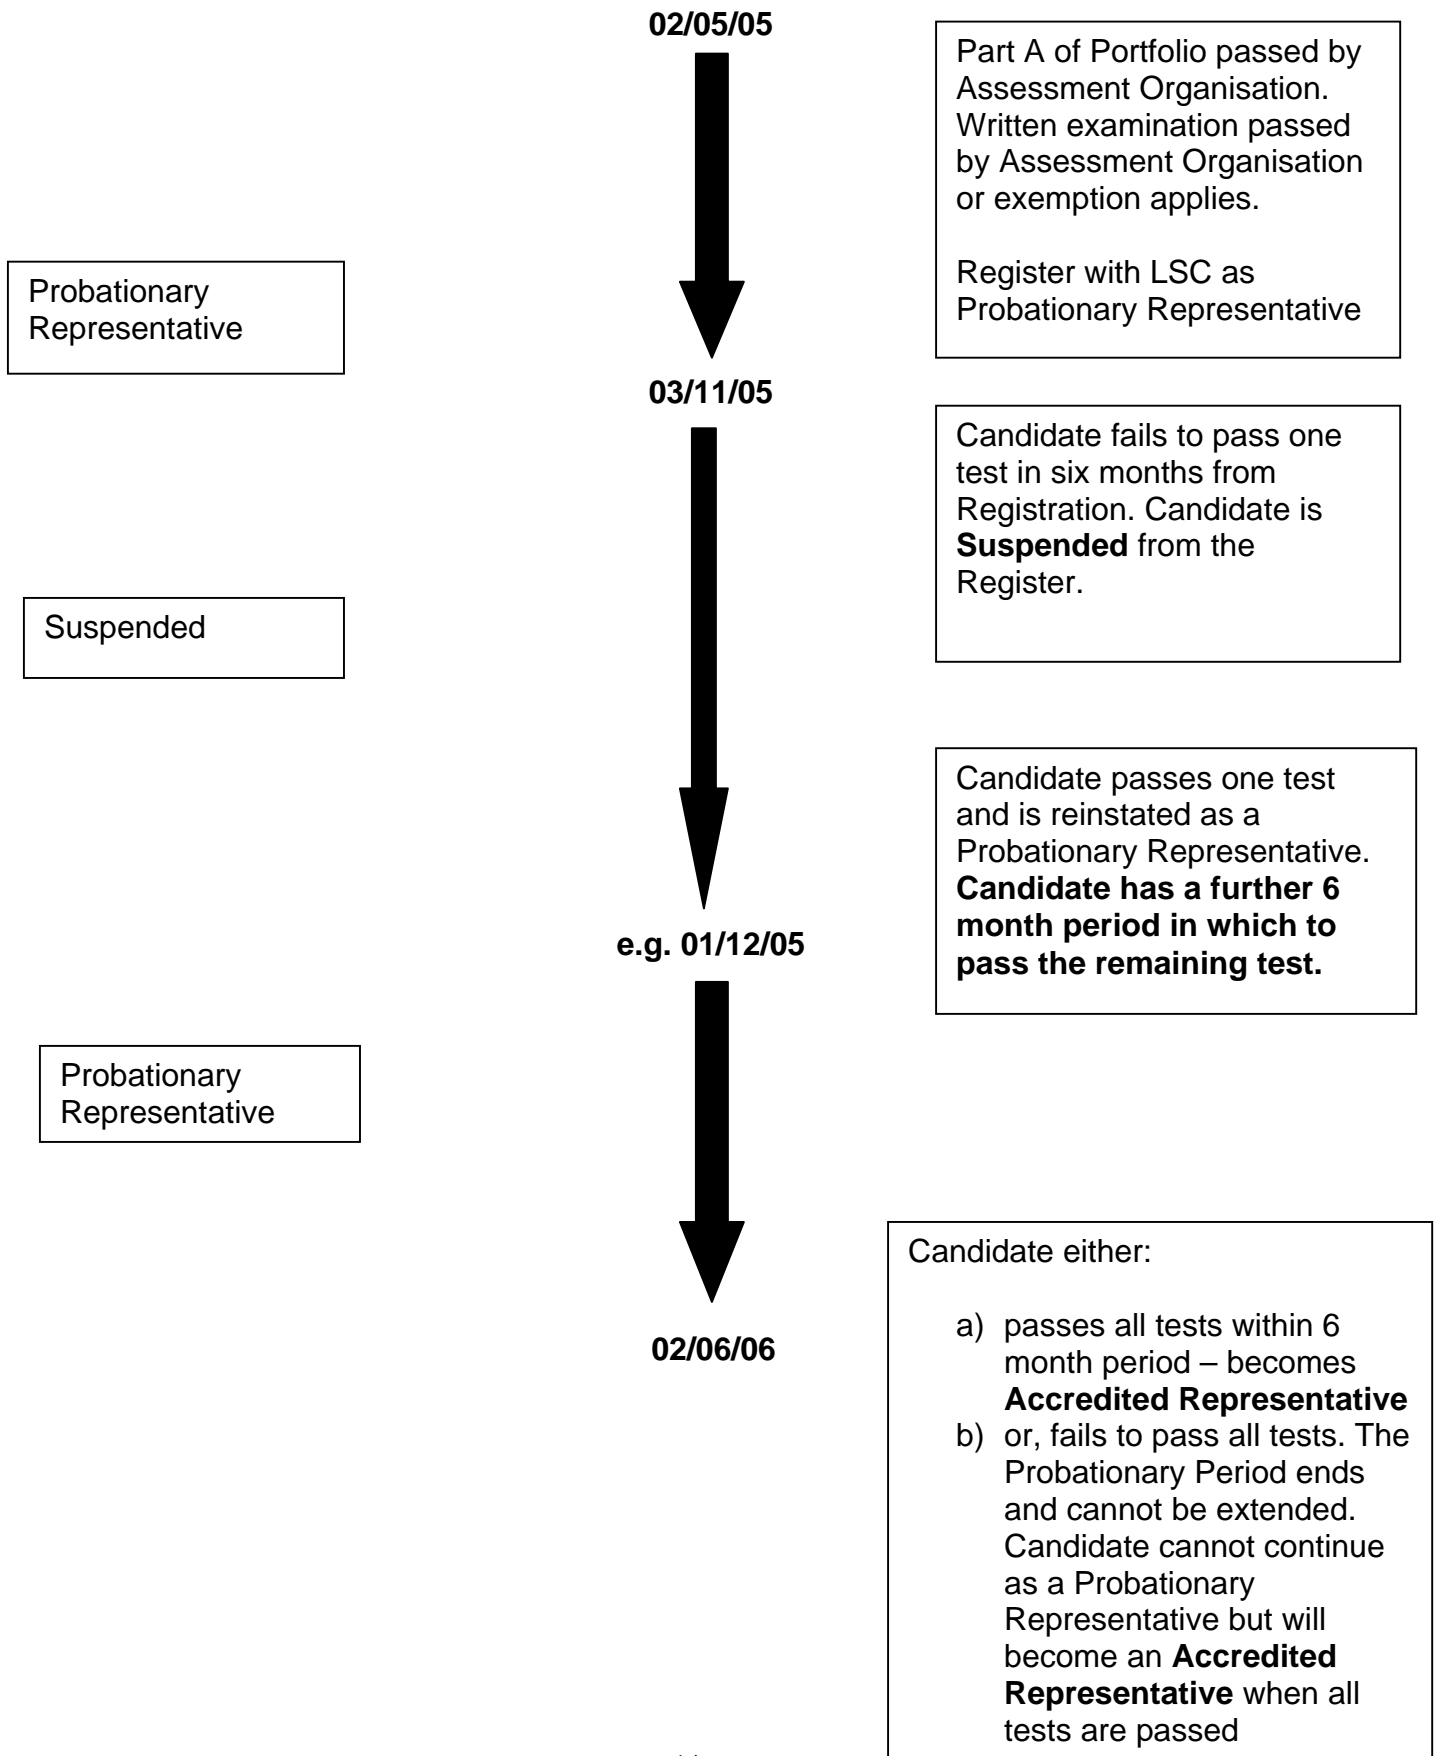 02/05/05
Part A of Portfolio passed by
Assessment Organisation.
Written examination passed
by Assessment Organisation
or exemption applies.
Register with LSC as
Probationary Representative
Probationary
Representative
03/11/05
Candidate fails to pass one
test in six months from
Registration. Candidate is
Suspended from the
Register.
Suspended
Candidate passes one test
and is reinstated as a
Probationary Representative.
Candidate has a further 6
month period in which to
pass the remaining test.
e.g. 01/12/05
Probationary
Representative
02/06/06
Candidate either:
a) passes all tests within 6
month period – becomes
Accredited Representative
b) or, fails to pass all tests. The
Probationary Period ends
and cannot be extended.
Candidate cannot continue
as a Probationary
Representative but will
become an Accredited
Representative when all
tests are passed